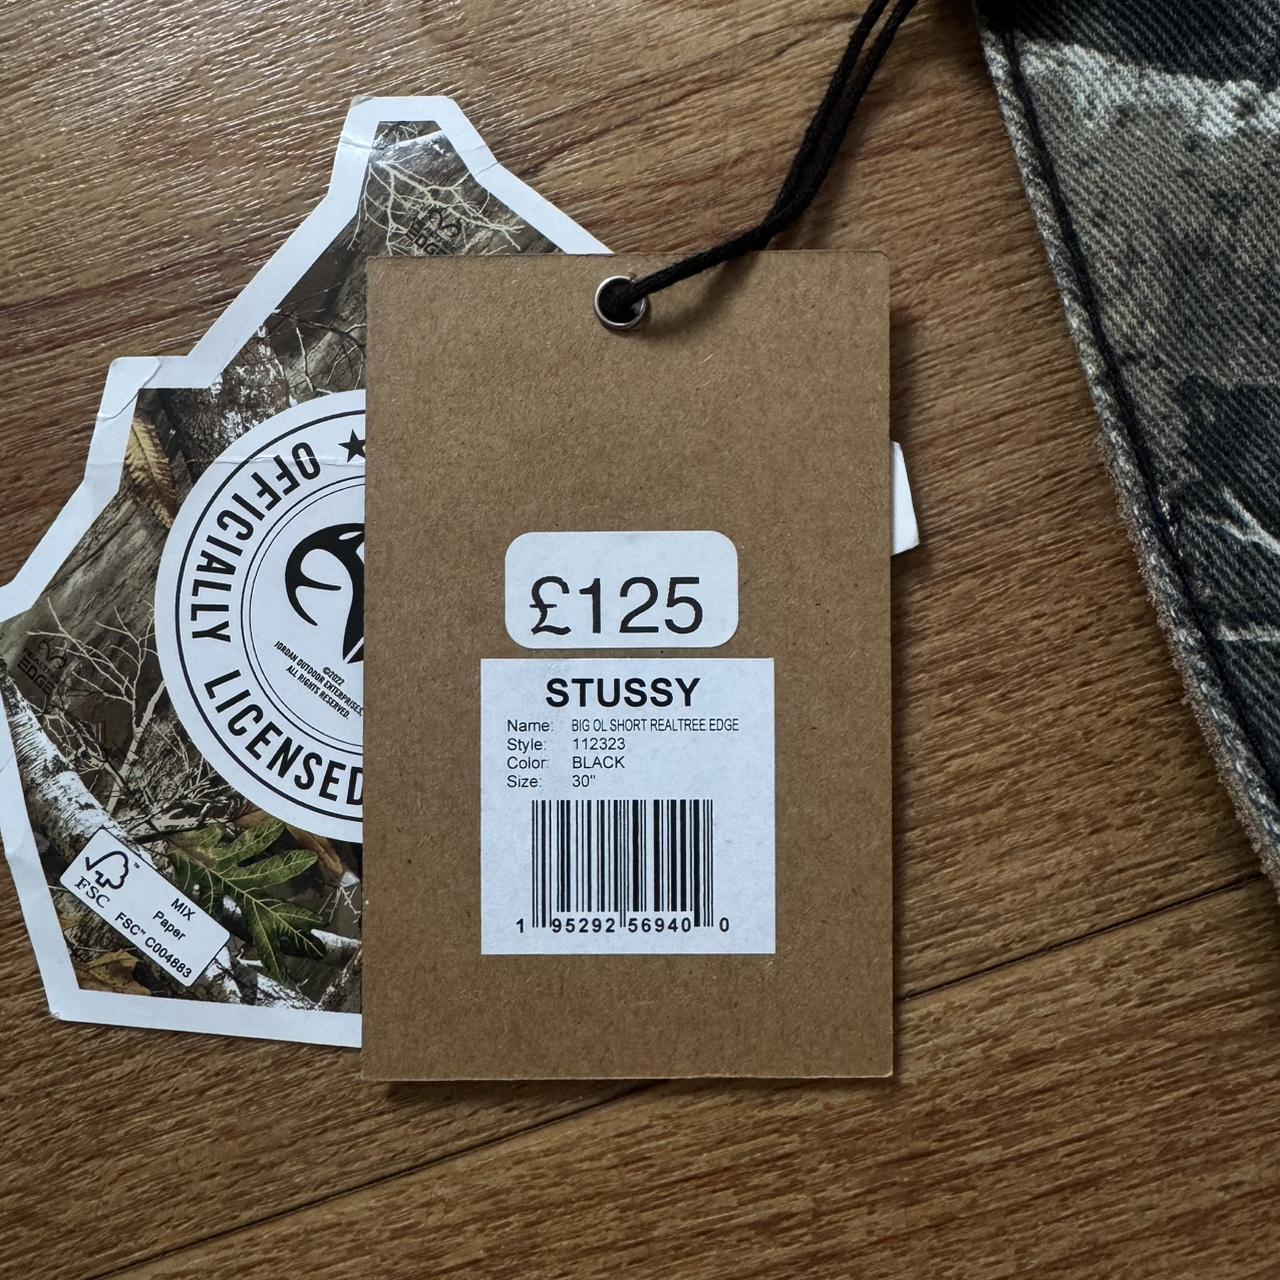 OFFICIALLY LICENSED
©2022
JORDAN OUTDOOR ENTERPRISES,
ALL RIGHTS RESERVED.
EDGE
EDGE
FSC
MIX
Paper
FSC™ C004883
£125
STUSSY
Name: BIG OL SHORT REALTREE EDGE
Style: 112323
Color: BLACK
Size: 30"
1 95292 56940 0